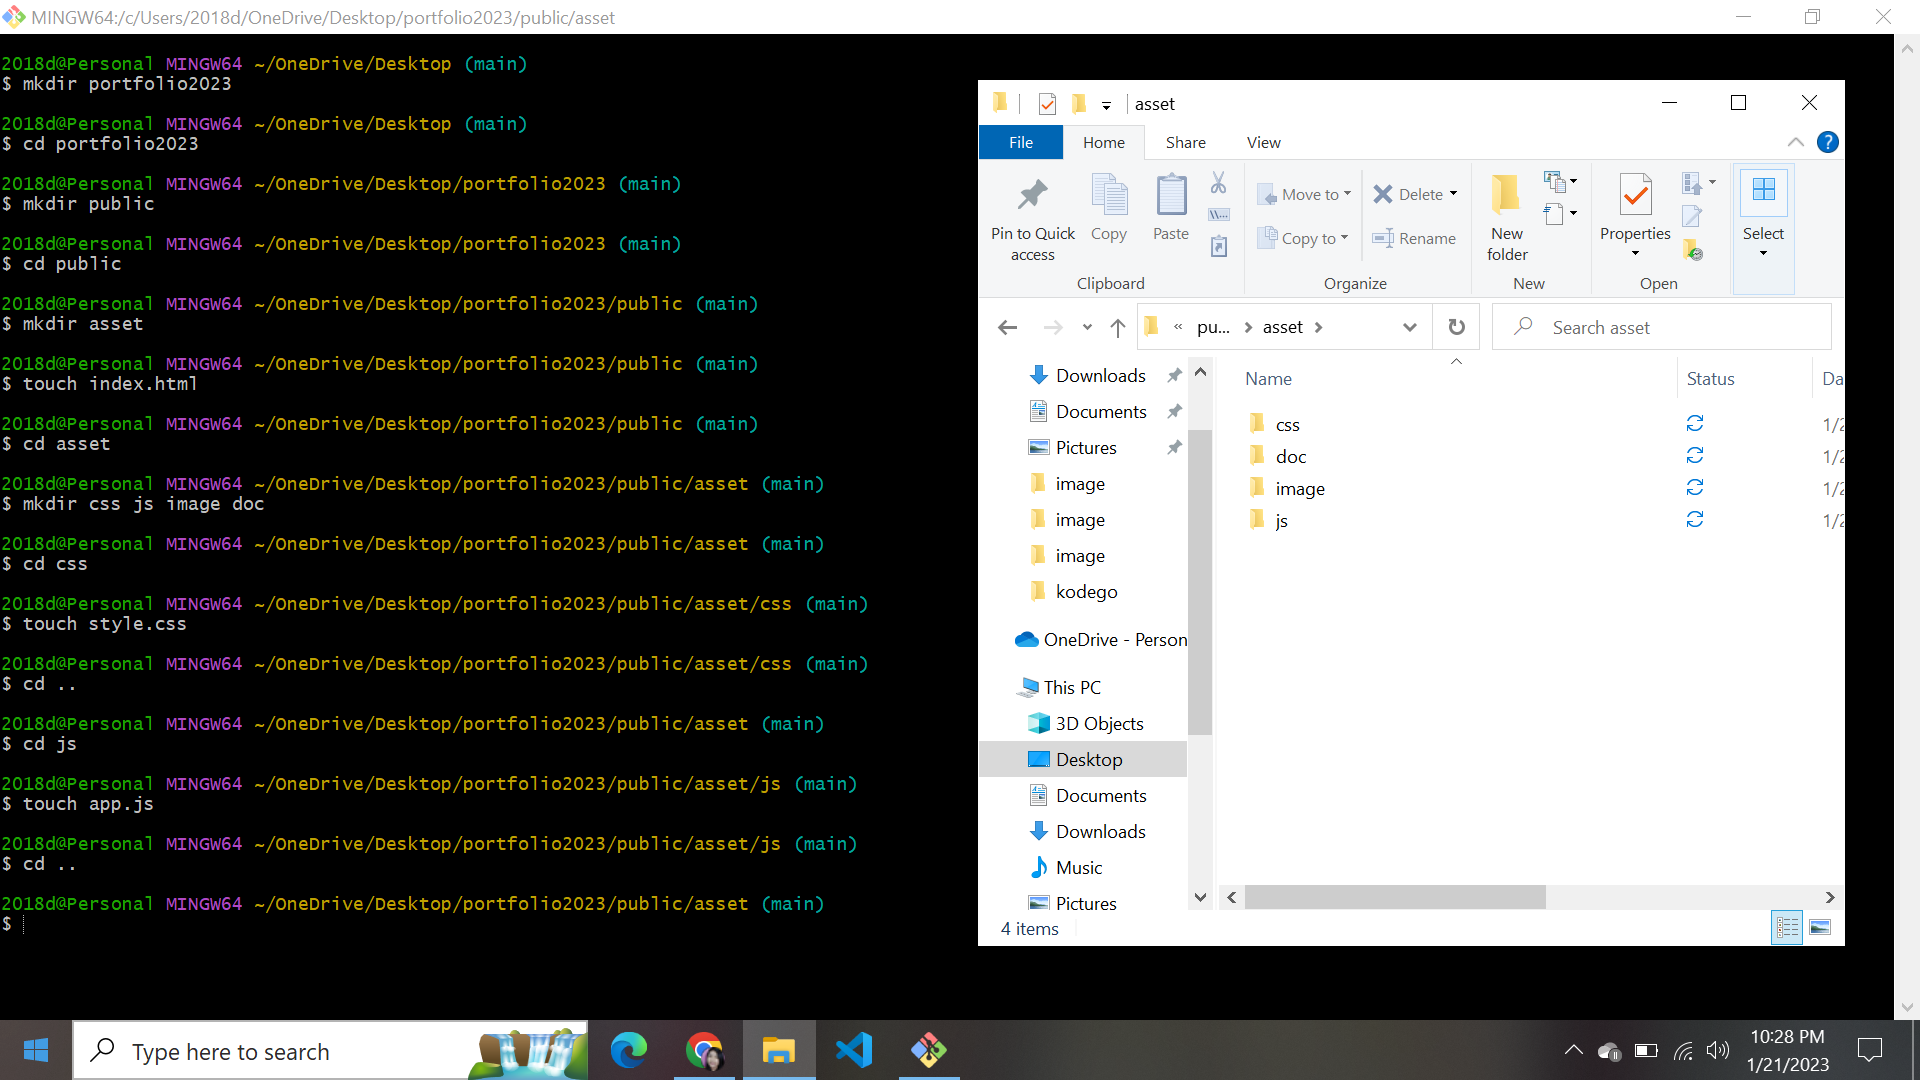 MINGW64:/c/Users/2018d/OneDrive/Desktop/portfolio2023/public/asset
2018d@Personal MINGW64 ~/OneDrive/Desktop (main)
$ mkdir portfolio2023
2018d@Personal MINGW64 ~/OneDrive/Desktop (main)
$ cd portfolio2023
2018d@Personal MINGW64 ~/OneDrive/Desktop/portfolio2023 (main)
$ mkdir public
2018d@Personal MINGW64 ~/OneDrive/Desktop/portfolio2023 (main)
$ cd public
2018d@Personal MINGW64 ~/OneDrive/Desktop/portfolio2023/public (main)
$ mkdir asset
2018d@Personal MINGW64 ~/OneDrive/Desktop/portfolio2023/public (main)
$ touch index.html
2018d@Personal MINGW64 ~/OneDrive/Desktop/portfolio2023/public (main)
$ cd asset
2018d@Personal MINGW64 ~/OneDrive/Desktop/portfolio2023/public/asset (main)
$ mkdir css js image doc
2018d@Personal MINGW64 ~/OneDrive/Desktop/portfolio2023/public/asset (main)
$ cd css
2018d@Personal MINGW64 ~/OneDrive/Desktop/portfolio2023/public/asset/css (main)
$ touch style.css
2018d@Personal MINGW64 ~/OneDrive/Desktop/portfolio2023/public/asset/css (main)
$ cd ..
2018d@Personal MINGW64 ~/OneDrive/Desktop/portfolio2023/public/asset (main)
$ cd js
2018d@Personal MINGW64 ~/OneDrive/Desktop/portfolio2023/public/asset/js (main)
$ touch app.js
2018d@Personal MINGW64 ~/OneDrive/Desktop/portfolio2023/public/asset/js (main)
$ cd ..
2018d@Personal MINGW64 ~/OneDrive/Desktop/portfolio2023/public/asset (main)
$
asset
File Home Share View
Pin to Quick access
Copy
Paste
Clipboard
Move to
Copy to
Delete
Rename
Organize
New folder
New
Properties
Open
Select
« pu... > asset >
Search asset
Downloads
Documents
Pictures
image
image
image
kodego
OneDrive - Person
This PC
3D Objects
Desktop
Documents
Downloads
Music
Pictures
Name Status Da
css 1/2
doc 1/2
image 1/2
js 1/2
4 items
Type here to search
10:28 PM
1/21/2023